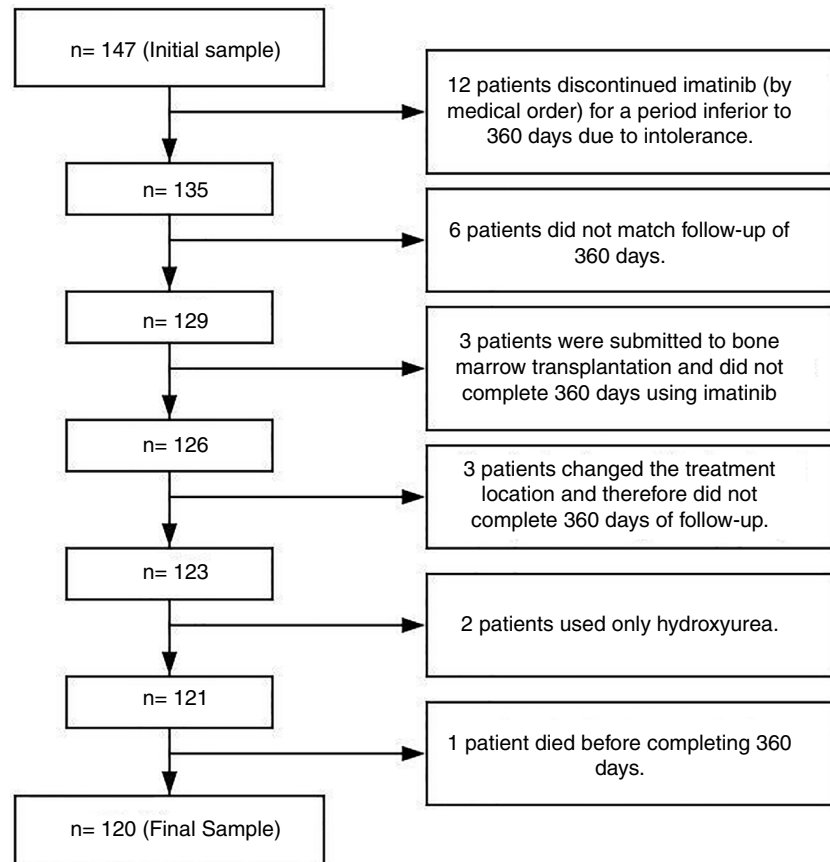 n= 147 (Initial sample)
12 patients discontinued imatinib (by
medical order) for a period inferior to
360 days due to intolerance.
n= 135
6 patients did not match follow-up of
360 days.
n= 129
3 patients were submitted to bone
marrow transplantation and did not
complete 360 days using imatinib
n= 126
3 patients changed the treatment
location and therefore did not
complete 360 days of follow-up.
n= 123
2 patients used only hydroxyurea.
n= 121
1 patient died before completing 360
days.
n= 120 (Final Sample)